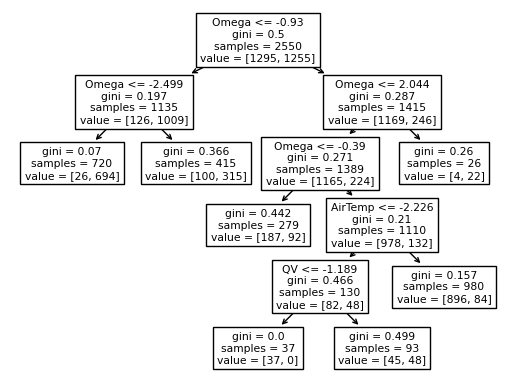 Omega <= -0.93
gini = 0.5
samples = 2550
value = [1295, 1255]
Omega <= -2.499
gini = 0.197
samples = 1135
value = [126, 1009]
Omega <= 2.044
gini = 0.287
samples = 1415
value = [1169, 246]
gini = 0.07
samples = 720
value = [26, 694]
gini = 0.366
samples = 415
value = [100, 315]
Omega <= -0.39
gini = 0.271
samples = 1389
value = [1165, 224]
gini = 0.26
samples = 26
value = [4, 22]
gini = 0.442
samples = 279
value = [187, 92]
AirTemp <= -2.226
gini = 0.21
samples = 1110
value = [978, 132]
QV <= -1.189
gini = 0.466
samples = 130
value = [82, 48]
gini = 0.157
samples = 980
value = [896, 84]
gini = 0.0
samples = 37
value = [37, 0]
gini = 0.499
samples = 93
value = [45, 48]